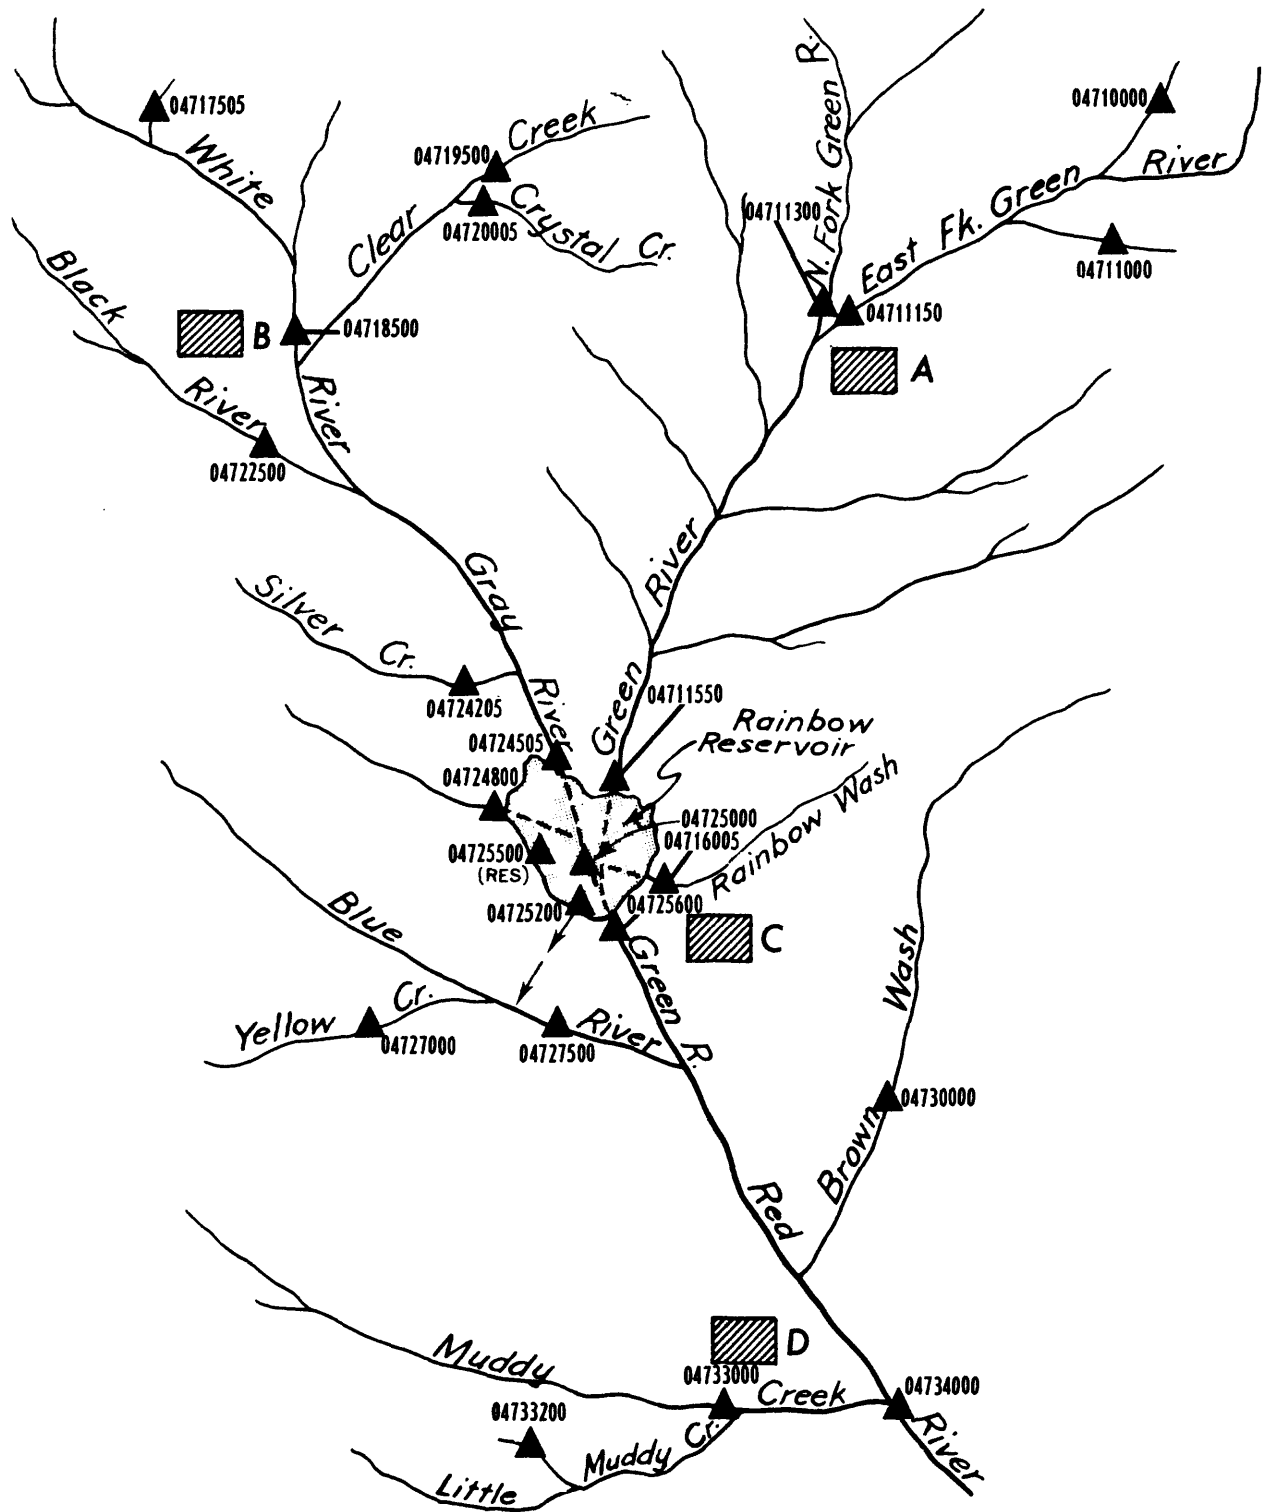 N. Fork Green R.
04717505
04710000
White
Creek
04719500
River
Clear
Crystal Cr.
04720005
East Fk. Green
04711300
04711000
Black
04711150
B
04718500
A
River
River
04722500
Gray
River
Silver Cr.
04724205
River
Green
04711550
Rainbow
Reservoir
04724505
04724800
Rainbow Wash
04725000
04716005
04725500
(RES)
04725200
04725600
C
Blue
Green R.
Wash
Yellow Cr.
04727000
River
04727500
04730000
Brown
Red
D
Muddy
04733000
Creek
04734000
River
04733200
Little Muddy Cr.